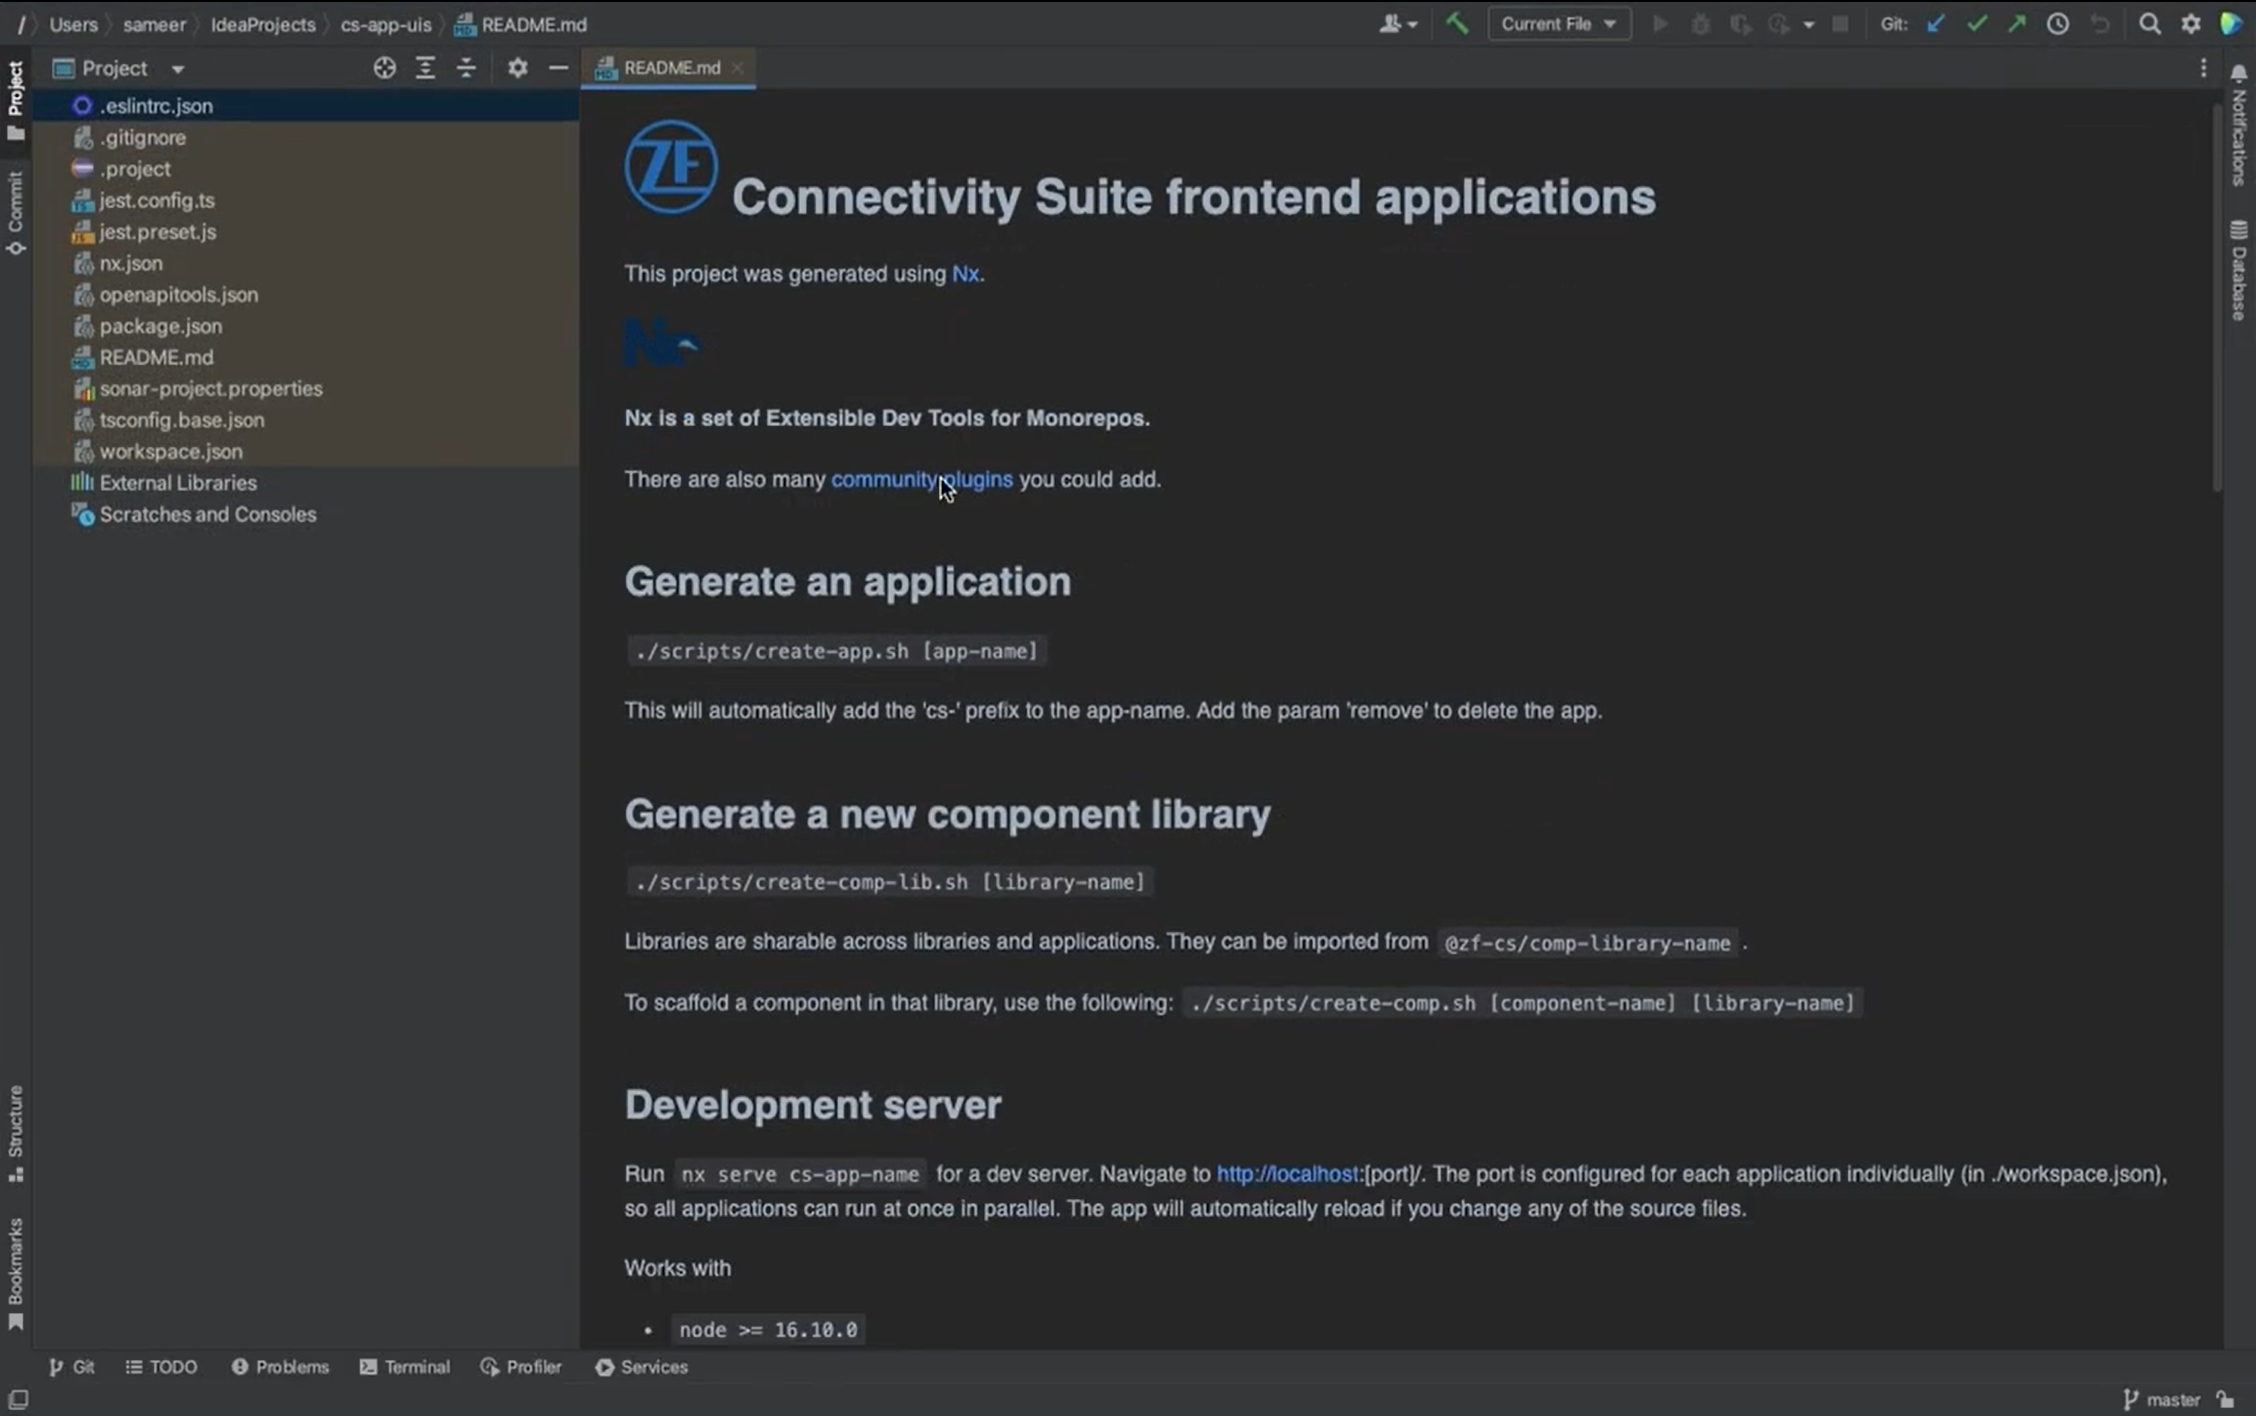 / Users sameer IdeaProjects cs-app-uis README.md
Current File
Git:
Project
README.md
Project
Commit
Structure
Bookmarks
.eslintrc.json
.gitignore
.project
jest.config.ts
jest.preset.js
nx.json
openapitools.json
package.json
README.md
sonar-project.properties
tsconfig.base.json
workspace.json
External Libraries
Scratches and Consoles
ZF Connectivity Suite frontend applications
This project was generated using Nx.
Nx
Nx is a set of Extensible Dev Tools for Monorepos.
There are also many community plugins you could add.
Generate an application
./scripts/create-app.sh [app-name]
This will automatically add the 'cs-' prefix to the app-name. Add the param 'remove' to delete the app.
Generate a new component library
./scripts/create-comp-lib.sh [library-name]
Libraries are sharable across libraries and applications. They can be imported from @zf-cs/comp-library-name .
To scaffold a component in that library, use the following: ./scripts/create-comp.sh [component-name] [library-name]
Development server
Run nx serve cs-app-name for a dev server. Navigate to http://localhost:[port]/. The port is configured for each application individually (in ./workspace.json),
so all applications can run at once in parallel. The app will automatically reload if you change any of the source files.
Works with
• node >= 16.10.0
Notifications
Database
Git TODO Problems Terminal Profiler Services
master